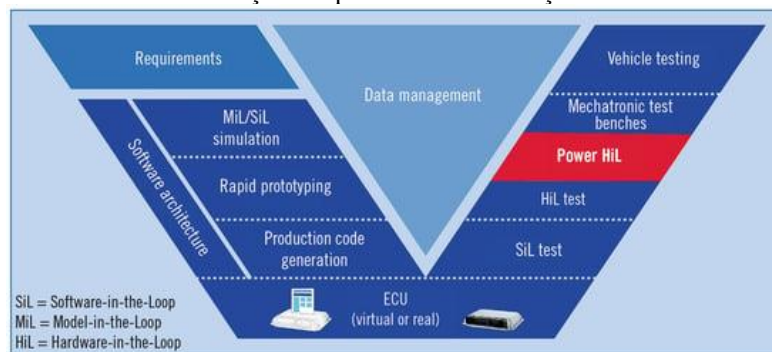 Requirements
Data management
Vehicle testing
Mechatronic test
benches
Power HiL
HiL test
SiL test
MiL/SiL
simulation
Rapid prototyping
Production code
generation
Software architecture
ECU
(virtual or real)
SiL = Software-in-the-Loop
MiL = Model-in-the-Loop
HiL = Hardware-in-the-Loop